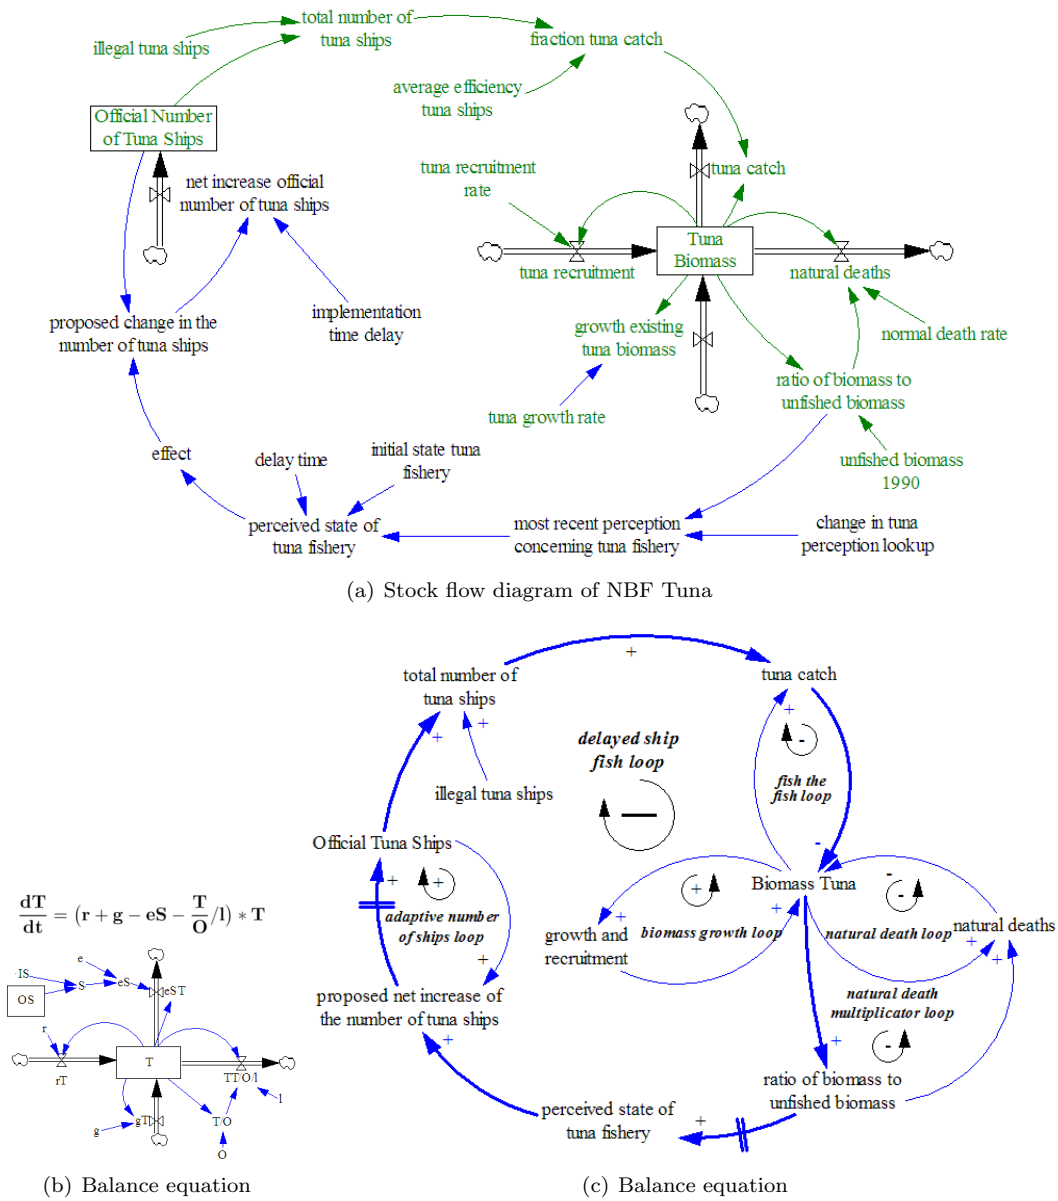 illegal tuna ships
total number of
tuna ships
fraction tuna catch
average efficiency
tuna ships
Official Number
of Tuna Ships
net increase official
number of tuna ships
tuna recruitment
rate
tuna catch
Tuna
Biomass
tuna recruitment
natural deaths
proposed change in the
number of tuna ships
implementation
time delay
growth existing
tuna biomass
normal death rate
ratio of biomass to
unfished biomass
tuna growth rate
effect
delay time
initial state tuna
fishery
unfished biomass
1990
perceived state of
tuna fishery
most recent perception
concerning tuna fishery
change in tuna
perception lookup
(a) Stock flow diagram of NBF Tuna
dT/dt = (r + g − eS − T/O/l) ∗ T
IS
e
OS
S
eS
eST
r
rT
T
TT/O/l
l
g
gT
T/O
O
(b) Balance equation
total number of
tuna ships
+
tuna catch
+
+
+
-
delayed ship
fish loop
—
-
fish the
fish loop
illegal tuna ships
Official Tuna Ships
+
+
adaptive number
of ships loop
+
-
Biomass Tuna
-
-
+
+
+
biomass growth loop
natural death loop
natural deaths
growth and
recruitment
+
+
proposed net increase of
the number of tuna ships
+
natural death
multiplicator loop
+
-
ratio of biomass to
unfished biomass
perceived state of
tuna fishery
+
(c) Balance equation